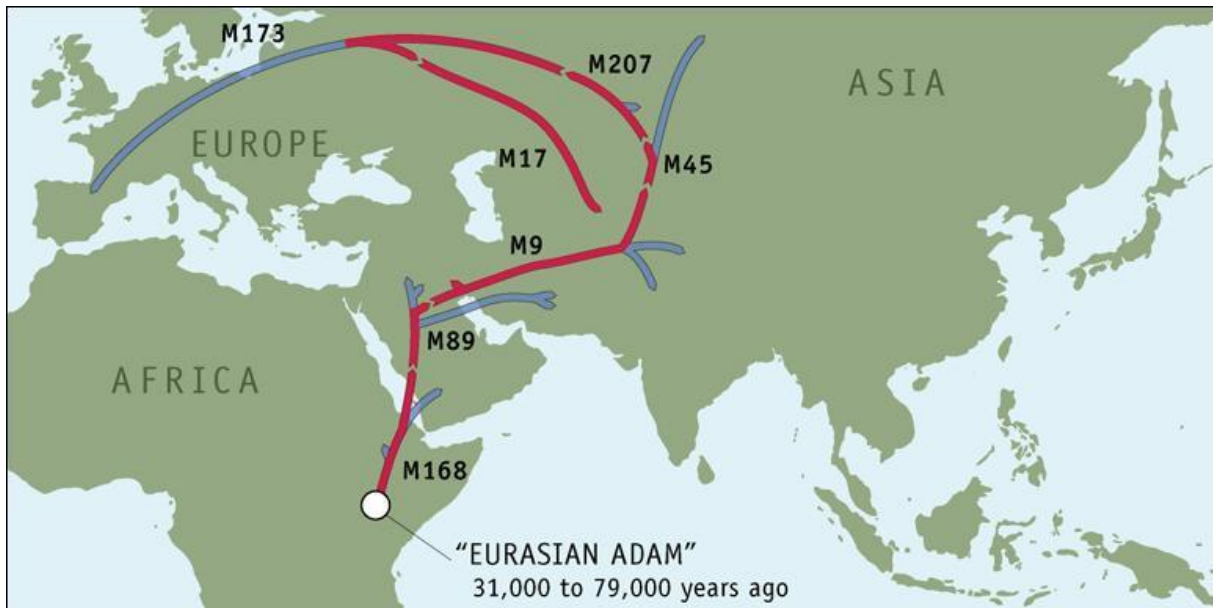 M173
M207
ASIA
EUROPE
M17
M45
M9
M89
AFRICA
M168
“EURASIAN ADAM”
31,000 to 79,000 years ago